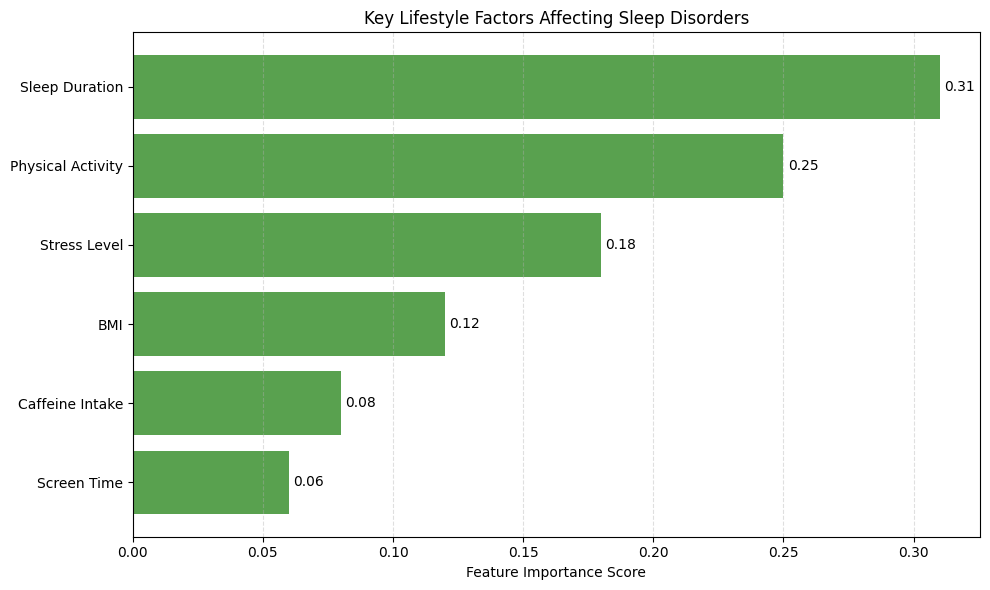 Key Lifestyle Factors Affecting Sleep Disorders
Sleep Duration
0.31
Physical Activity
0.25
Stress Level
0.18
BMI
0.12
Caffeine Intake
0.08
Screen Time
0.06
0.00 0.05 0.10 0.15 0.20 0.25 0.30
Feature Importance Score